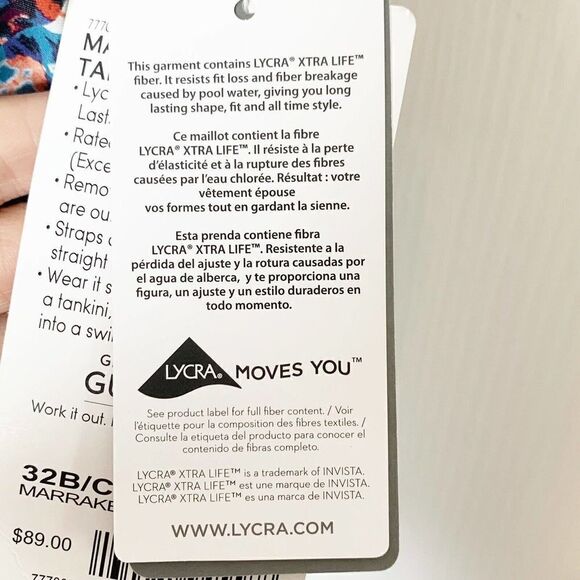 This garment contains LYCRA® XTRA LIFE™
fiber. It resists fit loss and fiber breakage
caused by pool water, giving you long
lasting shape, fit and all time style.
Ce maillot contient la fibre
LYCRA® XTRA LIFE™. Il résiste à la perte
d'élasticité et à la rupture des fibres
causées par l'eau chlorée. Résultat : votre
vêtement épouse
vos formes tout en gardant la sienne.
Esta prenda contiene fibra
LYCRA® XTRA LIFE™. Resistente a la
pérdida del ajuste y la rotura causadas por
el agua de alberca, y te proporciona una
figura, un ajuste y un estilo duraderos en
todo momento.
LYCRA® MOVES YOU™
See product label for full fiber content. / Voir
l'étiquette pour la composition des fibres textiles. /
Consulte la etiqueta del producto para conocer el
contenido de fibras completo.
LYCRA® XTRA LIFE™ is a trademark of INVISTA.
LYCRA® XTRA LIFE™ est une marque de INVISTA.
LYCRA® XTRA LIFE™ es una marca de INVISTA.
WWW.LYCRA.COM
• Lyc
Last
• Rate
(Exce
• Remo
are ou
• Straps
straight
• Wear it s
a tankini,
into a swi
Work it out.
32B/C
MARRAKE
$89.00